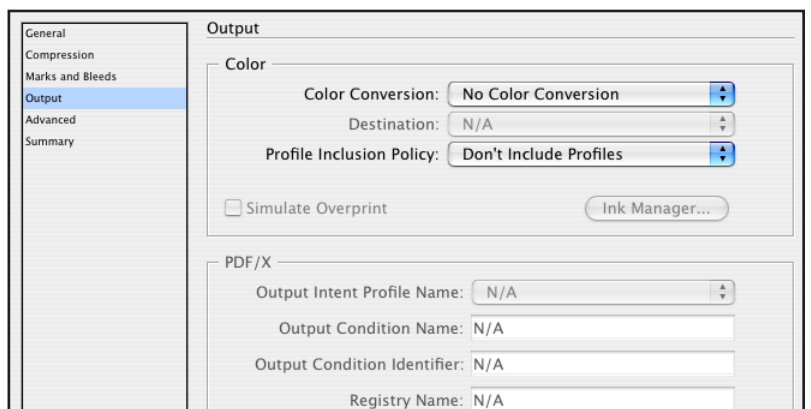 General
Compression
Marks and Bleeds
Output
Advanced
Summary
Output
Color
Color Conversion: No Color Conversion
Destination: N/A
Profile Inclusion Policy: Don't Include Profiles
Simulate Overprint Ink Manager...
PDF/X
Output Intent Profile Name: N/A
Output Condition Name: N/A
Output Condition Identifier: N/A
Registry Name: N/A